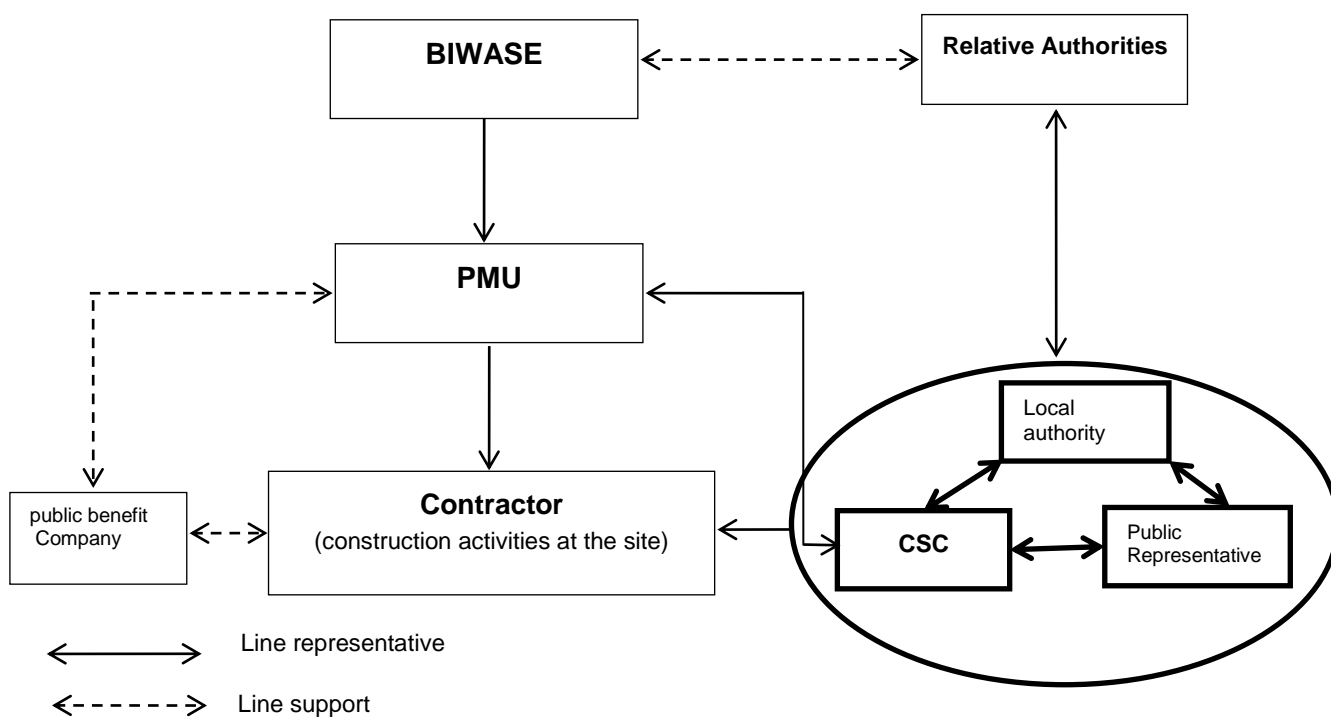 BIWASE
Relative Authorities
PMU
Local
authority
public benefit
Company
Contractor
(construction activities at the site)
CSC
Public
Representative
Line representative
Line support